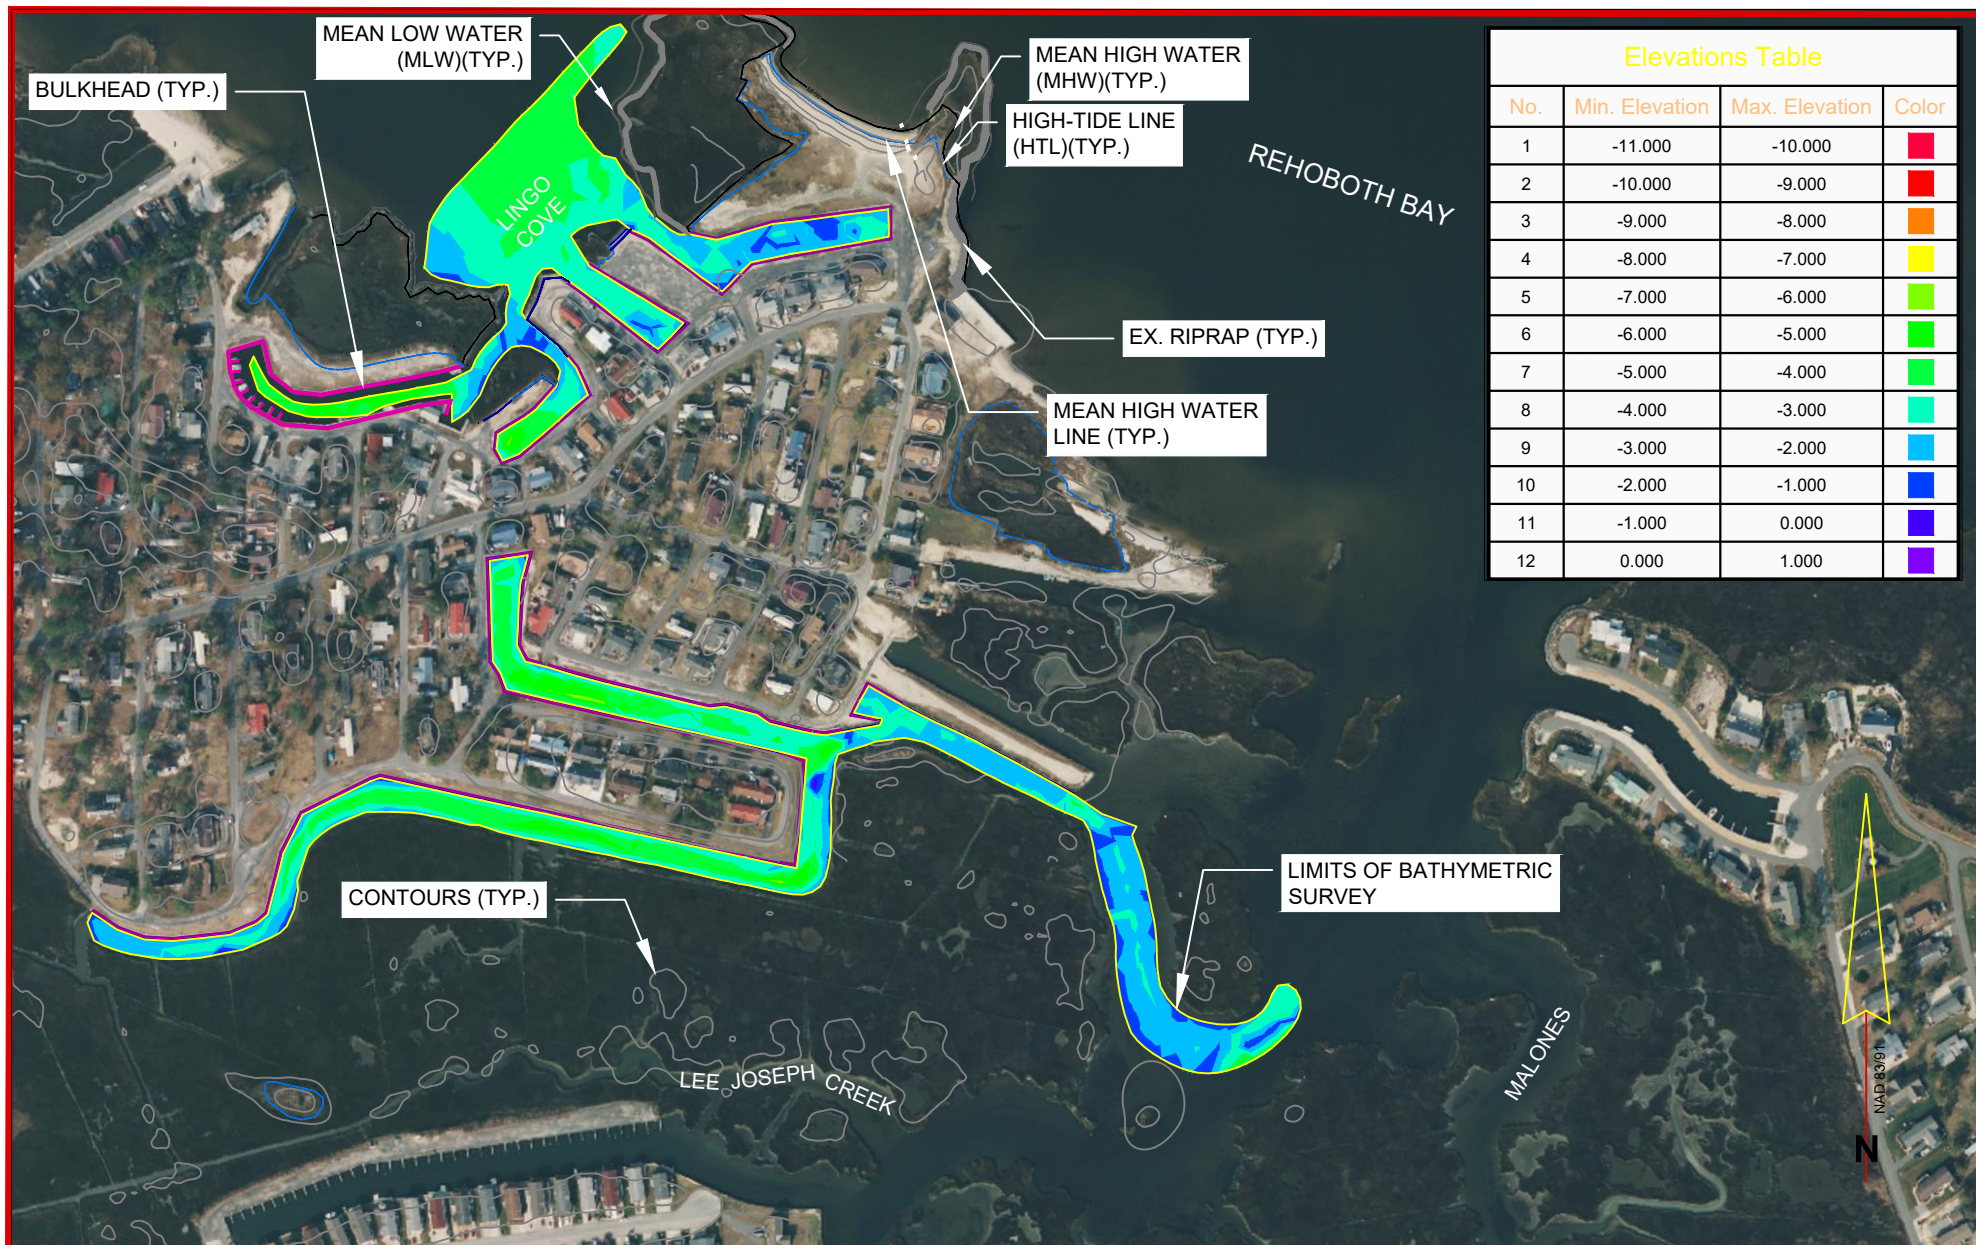 MEAN LOW WATER
(MLW)(TYP.)
BULKHEAD (TYP.)
MEAN HIGH WATER
(MHW)(TYP.)
HIGH-TIDE LINE
(HTL)(TYP.)
REHOBOTH BAY
LINGO
COVE
EX. RIPRAP (TYP.)
MEAN HIGH WATER
LINE (TYP.)
CONTOURS (TYP.)
LIMITS OF BATHYMETRIC
SURVEY
LEE JOSEPH CREEK
MALONES
NAD 83/91
N
Elevations Table
No. Min. Elevation Max. Elevation Color
1 -11.000 -10.000
2 -10.000 -9.000
3 -9.000 -8.000
4 -8.000 -7.000
5 -7.000 -6.000
6 -6.000 -5.000
7 -5.000 -4.000
8 -4.000 -3.000
9 -3.000 -2.000
10 -2.000 -1.000
11 -1.000 0.000
12 0.000 1.000